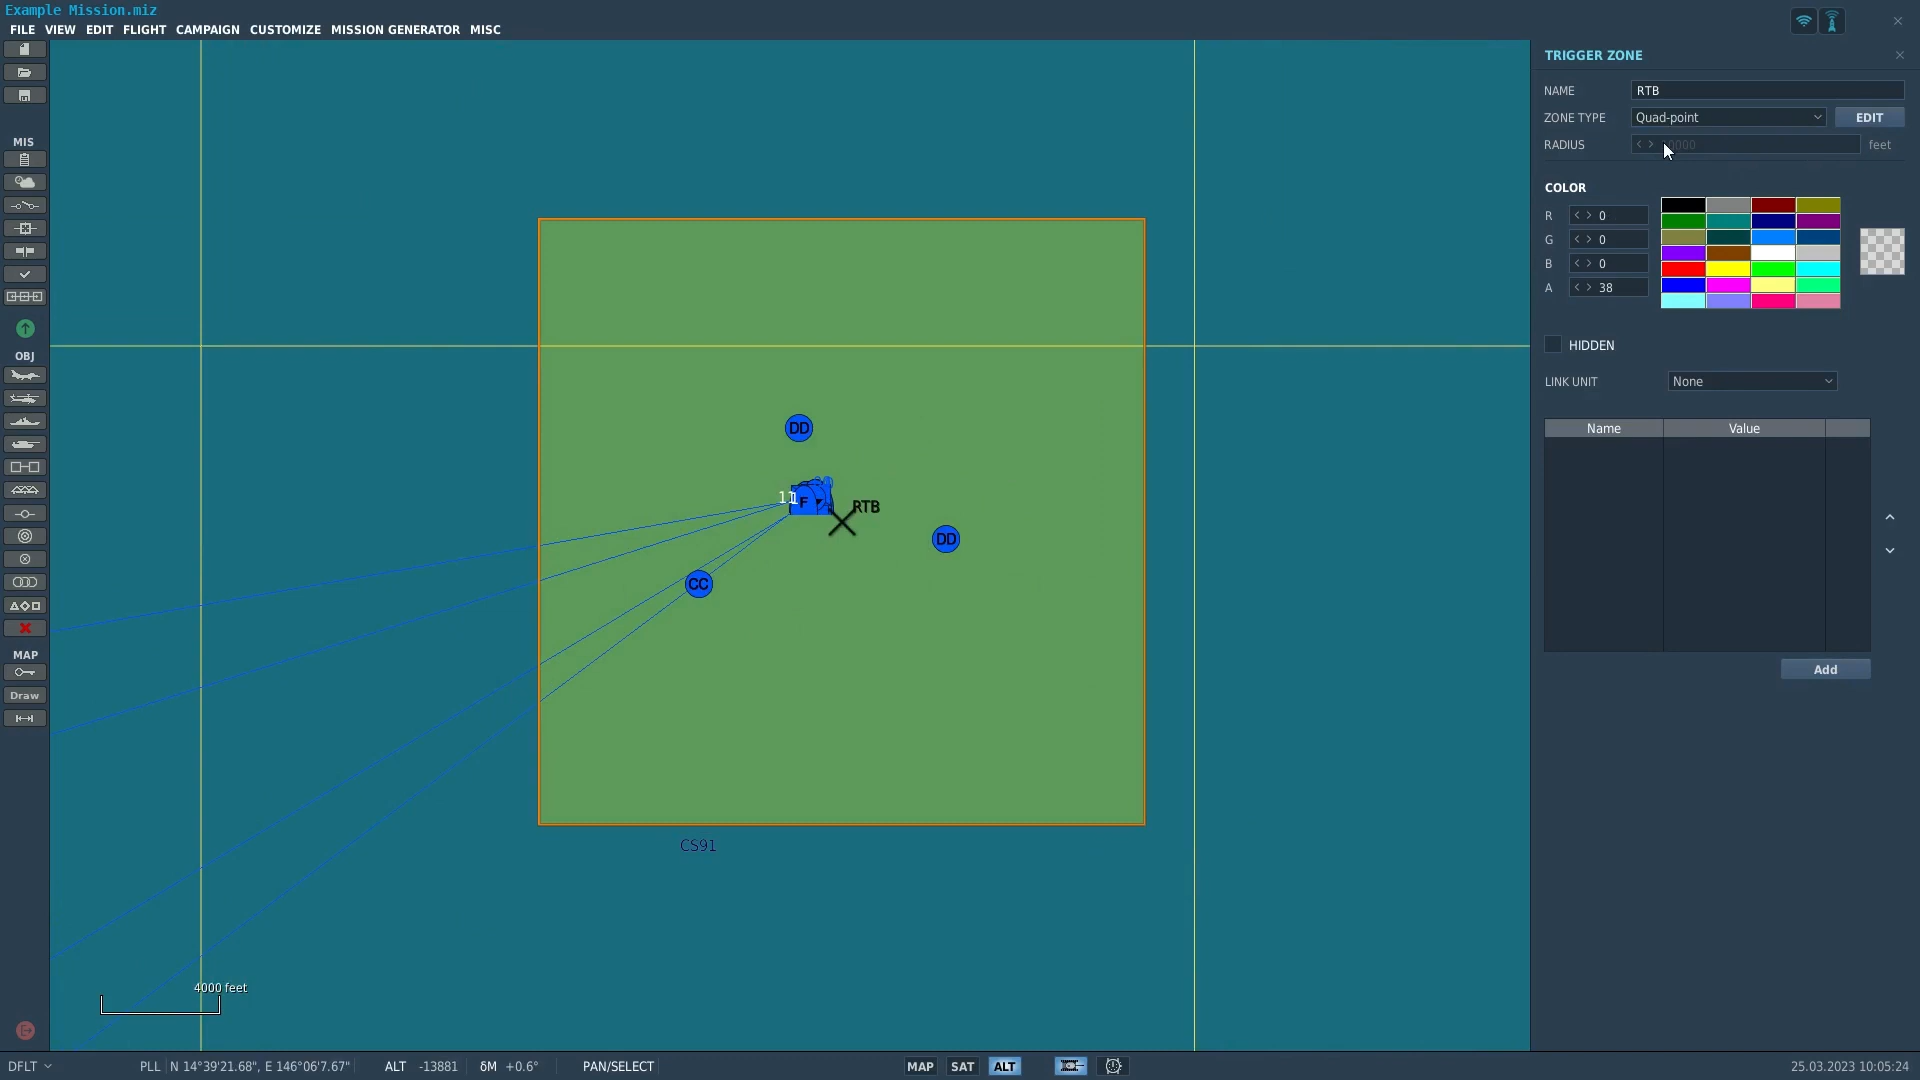 Example Mission.miz
FILE VIEW EDIT FLIGHT CAMPAIGN CUSTOMIZE MISSION GENERATOR MISC
TRIGGER ZONE
NAME RTB
ZONE TYPE Quad-point EDIT
RADIUS feet
COLOR
R 0
G 0
B 0
A 38
HIDDEN
LINK UNIT None
Name Value
Add
MIS
OBJ
MAP
Draw
DD
F
RTB
DD
CC
CS91
4000 feet
DFLT PLL N 14°39'21.68", E 146°06'7.67" ALT -13881 δM +0.6° PAN/SELECT MAP SAT ALT 25.03.2023 10:05:24